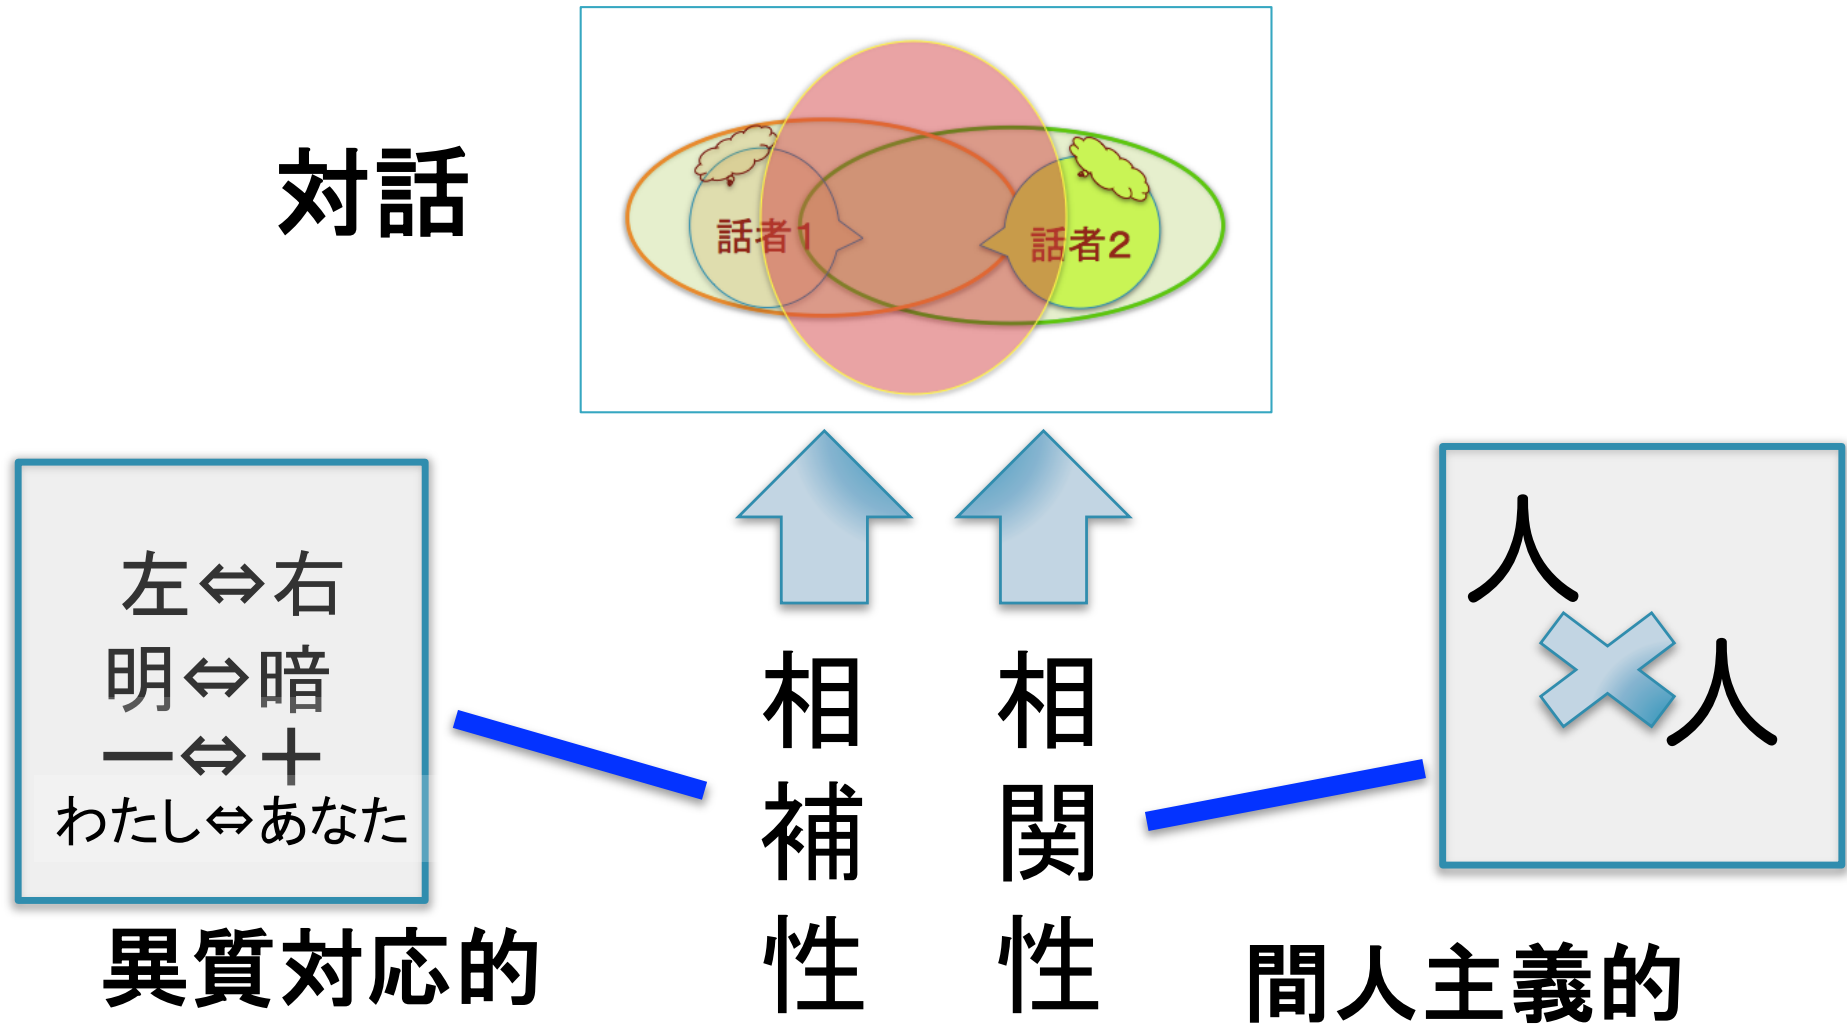 対話
話者1
話者2
左⇔右
明⇔暗
ー⇔＋
わたし⇔あなた
異質対応的
相補性
相関性
人
人
間人主義的